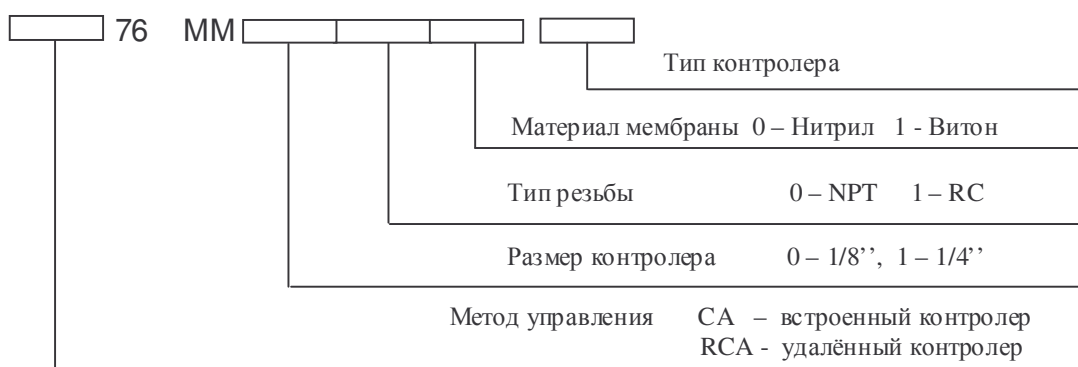 76 MM
Тип контролера
Материал мембраны 0 – Нитрил 1 - Витон
Тип резьбы 0 – NPT 1 – RC
Размер контролера 0 – 1/8’’, 1 – 1/4’’
Метод управления CA – встроенный контролер
RCA - удалённый контролер